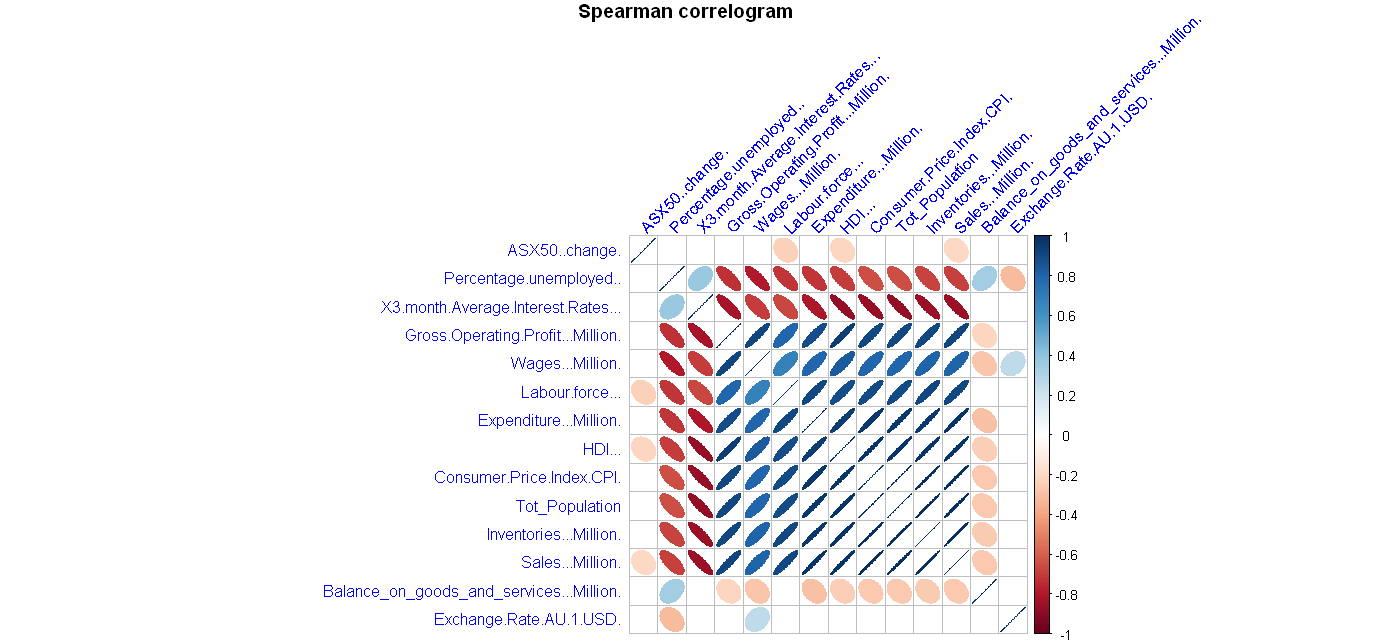 Spearman correlogram
ASX50..change.
Percentage.unemployed..
X3.month.Average.Interest.Rates...
Gross.Operating.Profit...Million.
Wages...Million.
Labour.force...
Expenditure...Million.
HDI...
Consumer.Price.Index.CPI.
Tot_Population
Inventories...Million.
Sales...Million.
Balance_on_goods_and_services...Million.
Exchange.Rate.AU.1.USD.
ASX50..change.
Percentage.unemployed..
X3.month.Average.Interest.Rates...
Gross.Operating.Profit...Million.
Wages...Million.
Labour.force...
Expenditure...Million.
HDI...
Consumer.Price.Index.CPI.
Tot_Population
Inventories...Million.
Sales...Million.
Balance_on_goods_and_services...Million.
Exchange.Rate.AU.1.USD.
1
0.8
0.6
0.4
0.2
0
-0.2
-0.4
-0.6
-0.8
-1